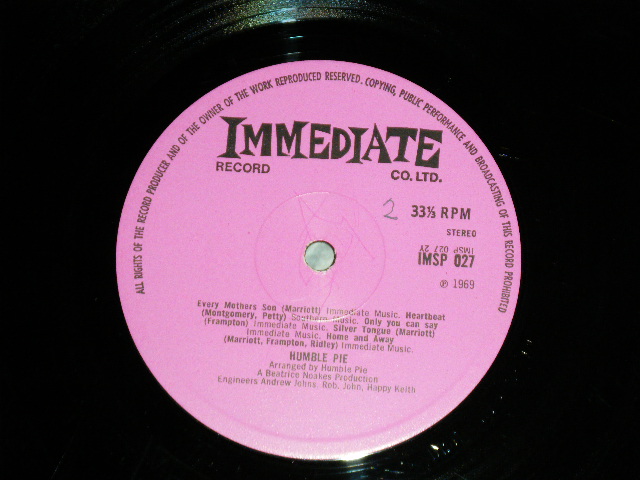 ALL RIGHTS OF THE RECORD PRODUCER AND OF THE OWNER OF THE WORK REPRODUCED RESERVED. COPYING, PUBLIC PERFORMANCE AND BROADCASTING OF THIS RECORD PROHIBITED
IMMEDIATE
RECORD CO. LTD.
2 33⅓ RPM
STEREO
IMSP 027 2Y
IMSP 027
℗ 1969
Every Mothers Son (Marriott) Immediate Music. Heartbeat
(Montgomery, Petty) Southern Music. Only you can say
(Frampton) Immediate Music. Silver Tongue (Marriott)
Immediate Music. Home and Away
(Marriott, Frampton, Ridley) Immediate Music.
HUMBLE PIE
Arranged by Humble Pie
A Beatrice Noakes Production
Engineers Andrew Johns, Rob, John, Happy Keith